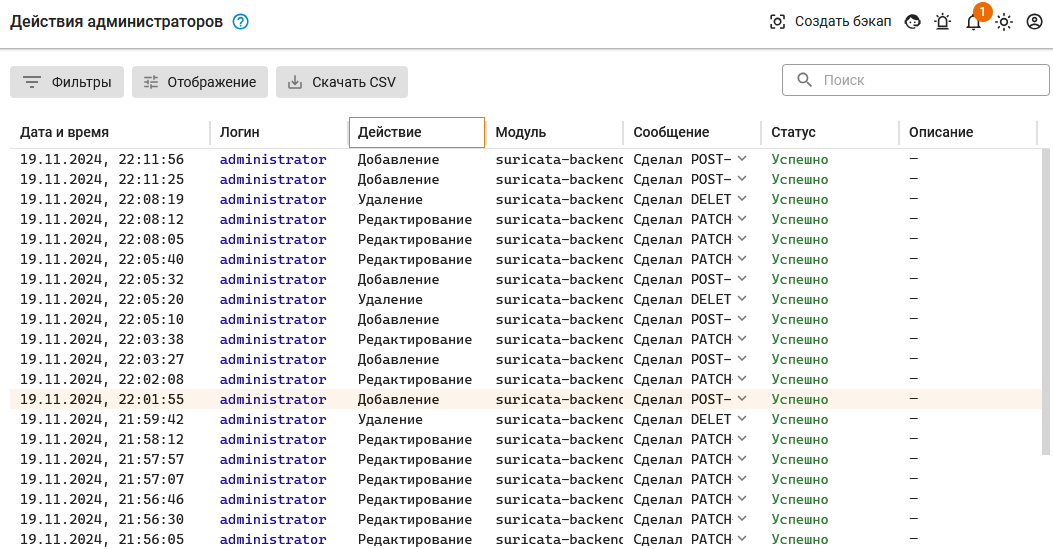 Действия администраторов ? Создать бэкап 1
Фильтры Отображение Скачать CSV Поиск
Дата и время Логин Действие Модуль Сообщение Статус Описание
19.11.2024, 22:11:56 administrator Добавление suricata-backend Сделал POST- Успешно —
19.11.2024, 22:11:25 administrator Добавление suricata-backend Сделал POST- Успешно —
19.11.2024, 22:08:19 administrator Удаление suricata-backend Сделал DELET Успешно —
19.11.2024, 22:08:12 administrator Редактирование suricata-backend Сделал PATCH Успешно —
19.11.2024, 22:08:05 administrator Редактирование suricata-backend Сделал PATCH Успешно —
19.11.2024, 22:05:40 administrator Редактирование suricata-backend Сделал PATCH Успешно —
19.11.2024, 22:05:32 administrator Добавление suricata-backend Сделал POST- Успешно —
19.11.2024, 22:05:20 administrator Удаление suricata-backend Сделал DELET Успешно —
19.11.2024, 22:05:10 administrator Добавление suricata-backend Сделал POST- Успешно —
19.11.2024, 22:03:38 administrator Редактирование suricata-backend Сделал PATCH Успешно —
19.11.2024, 22:03:27 administrator Добавление suricata-backend Сделал POST- Успешно —
19.11.2024, 22:02:08 administrator Редактирование suricata-backend Сделал PATCH Успешно —
19.11.2024, 22:01:55 administrator Добавление suricata-backend Сделал POST- Успешно —
19.11.2024, 21:59:42 administrator Удаление suricata-backend Сделал DELET Успешно —
19.11.2024, 21:58:12 administrator Редактирование suricata-backend Сделал PATCH Успешно —
19.11.2024, 21:57:57 administrator Редактирование suricata-backend Сделал PATCH Успешно —
19.11.2024, 21:57:07 administrator Редактирование suricata-backend Сделал PATCH Успешно —
19.11.2024, 21:56:46 administrator Редактирование suricata-backend Сделал PATCH Успешно —
19.11.2024, 21:56:30 administrator Редактирование suricata-backend Сделал PATCH Успешно —
19.11.2024, 21:56:05 administrator Редактирование suricata-backend Сделал PATCH Успешно —